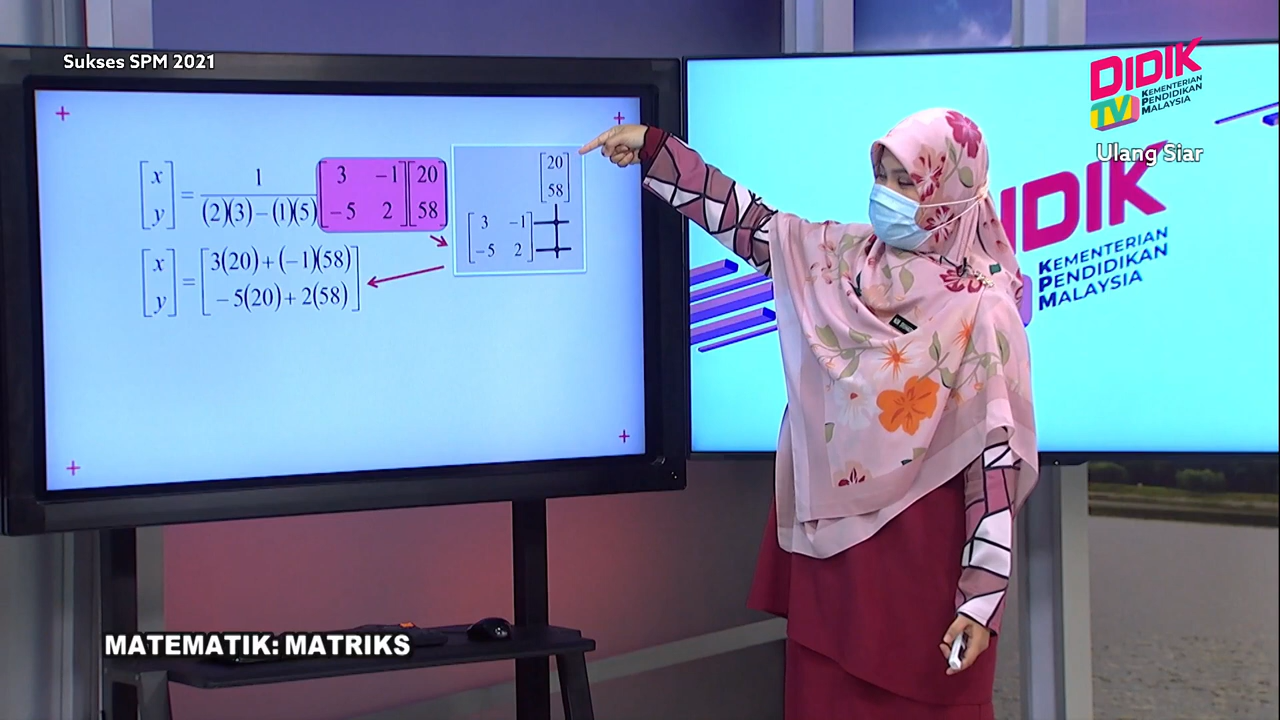 Sukses SPM 2021
DIDIK
TV
KEMENTERIAN
PENDIDIKAN
MALAYSIA
Ulang Siar
[x y] = 1/((2)(3) − (1)(5)) [3 −1 −5 2] [20 58]
[20 58]
[3 −1 −5 2]
[x y] = [3(20) + (−1)(58) −5(20) + 2(58)]
DIDIK
KEMENTERIAN
PENDIDIKAN
MALAYSIA
MATEMATIK: MATRIKS